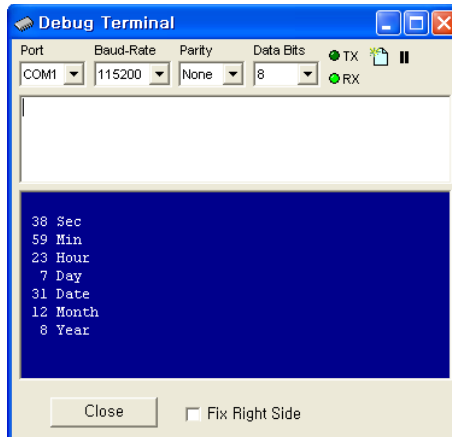 Debug Terminal
Port Baud-Rate Parity Data Bits
TX
COM1 115200 None 8
RX
38 Sec
59 Min
23 Hour
7 Day
31 Date
12 Month
8 Year
Close Fix Right Side